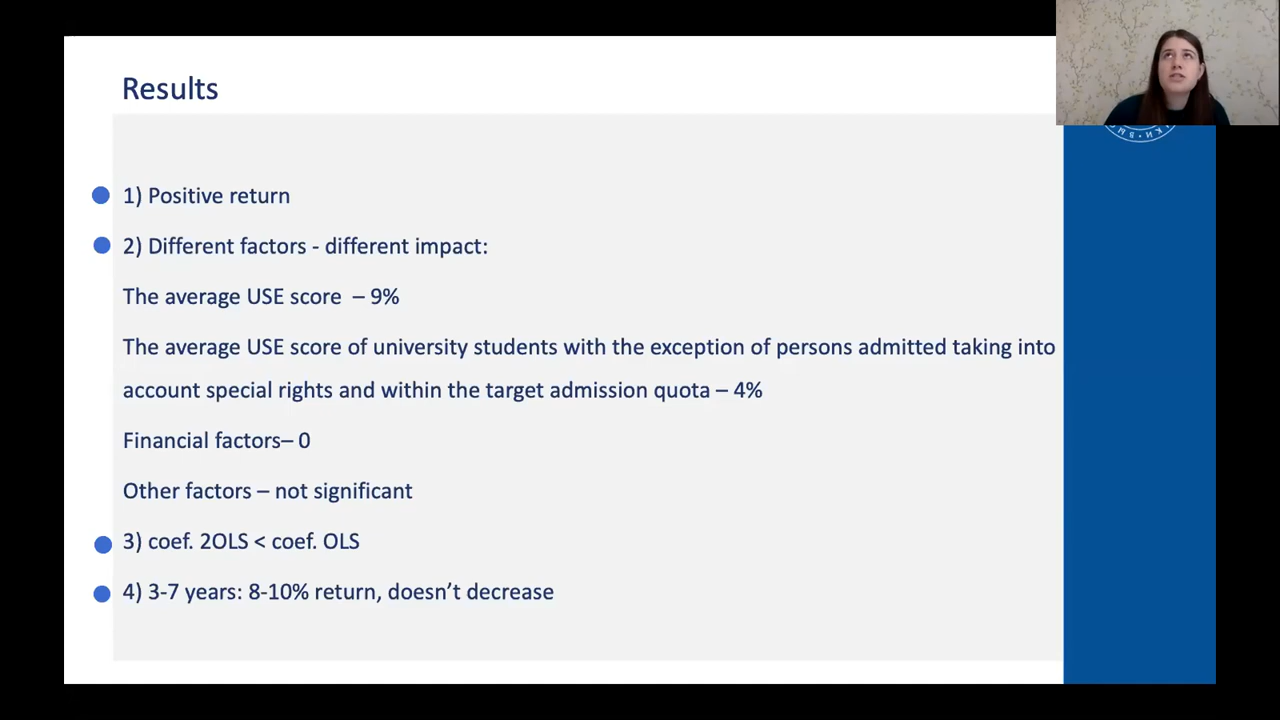 Results
1) Positive return
2) Different factors - different impact:
The average USE score – 9%
The average USE score of university students with the exception of persons admitted taking into
account special rights and within the target admission quota – 4%
Financial factors– 0
Other factors – not significant
3) coef. 2OLS < coef. OLS
4) 3-7 years: 8-10% return, doesn’t decrease